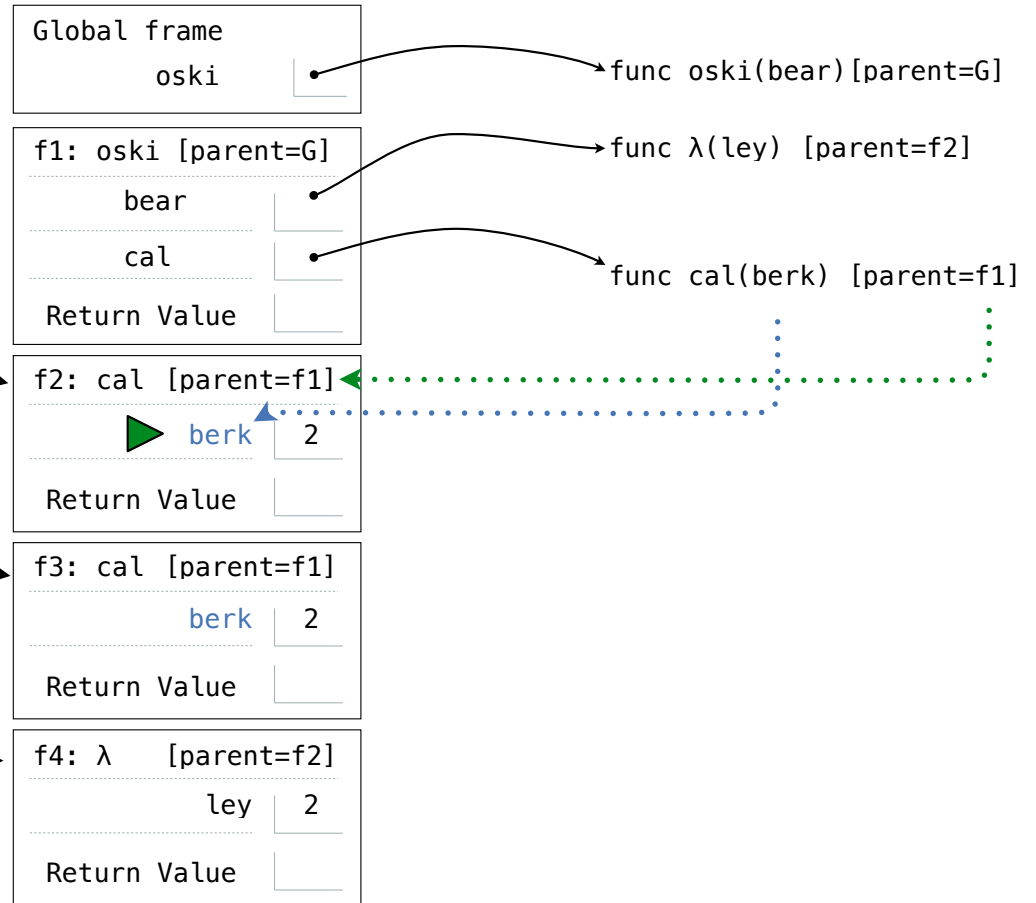 Global frame
oski
func oski(bear)[parent=G]
f1: oski [parent=G]
func λ(ley) [parent=f2]
bear
cal
func cal(berk) [parent=f1]
Return Value
f2: cal [parent=f1]
berk 2
Return Value
f3: cal [parent=f1]
berk 2
Return Value
f4: λ [parent=f2]
ley 2
Return Value